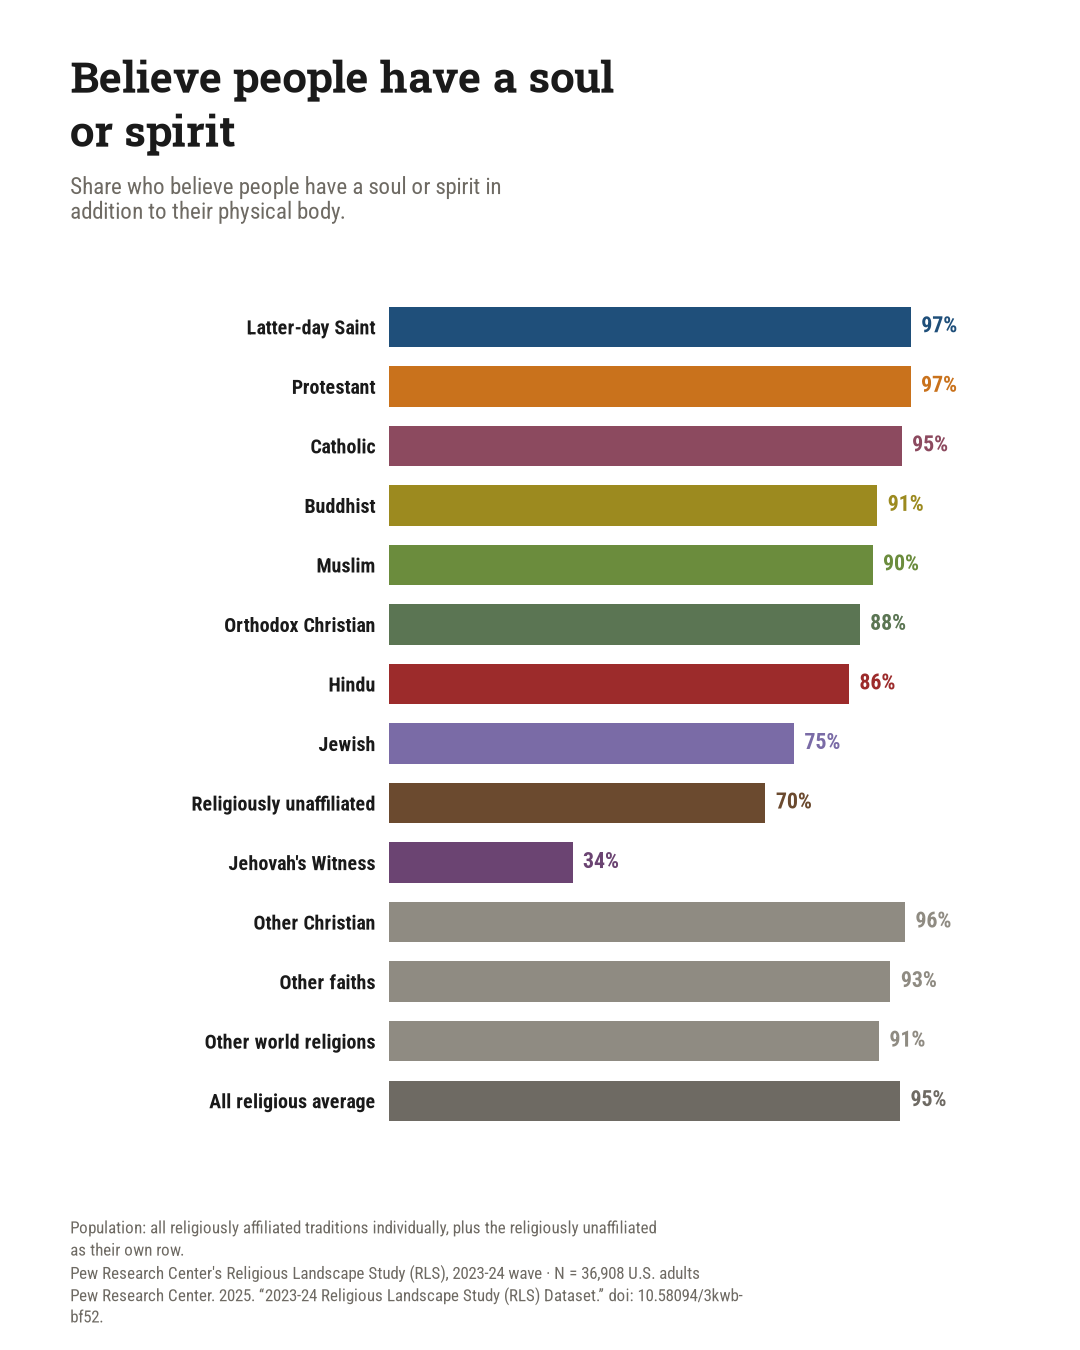 Believe people have a soul
or spirit
Share who believe people have a soul or spirit in
addition to their physical body.
Latter-day Saint 97%
Protestant 97%
Catholic 95%
Buddhist 91%
Muslim 90%
Orthodox Christian 88%
Hindu 86%
Jewish 75%
Religiously unaffiliated 70%
Jehovah's Witness 34%
Other Christian 96%
Other faiths 93%
Other world religions 91%
All religious average 95%
Population: all religiously affiliated traditions individually, plus the religiously unaffiliated
as their own row.
Pew Research Center's Religious Landscape Study (RLS), 2023-24 wave · N = 36,908 U.S. adults
Pew Research Center. 2025. “2023-24 Religious Landscape Study (RLS) Dataset.” doi: 10.58094/3kwb-
bf52.